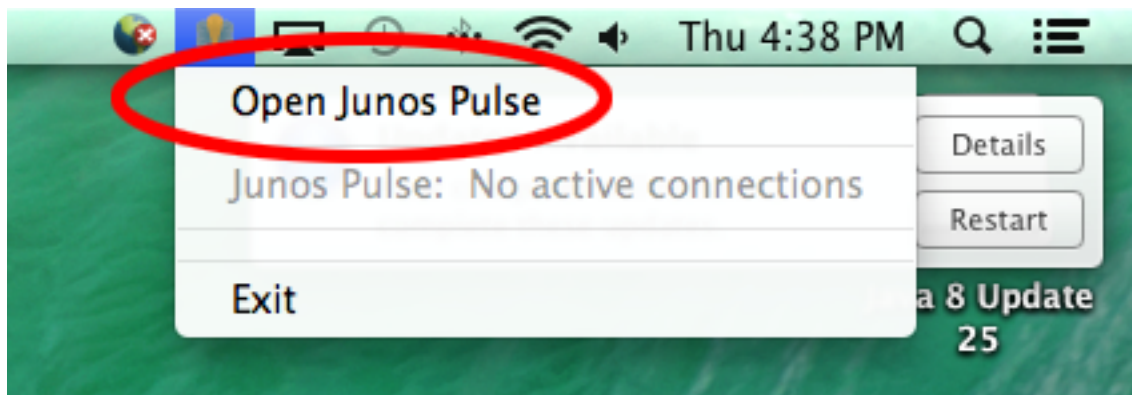 Thu 4:38 PM
Open Junos Pulse
Details
Junos Pulse: No active connections
Restart
Exit
a 8 Update
25